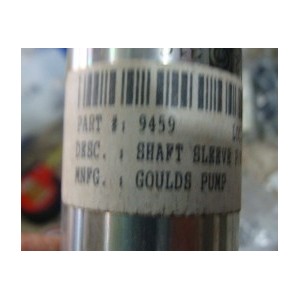 PART #: 9459
DESC. : SHAFT SLEEVE
MNFG. : GOULDS PUMP